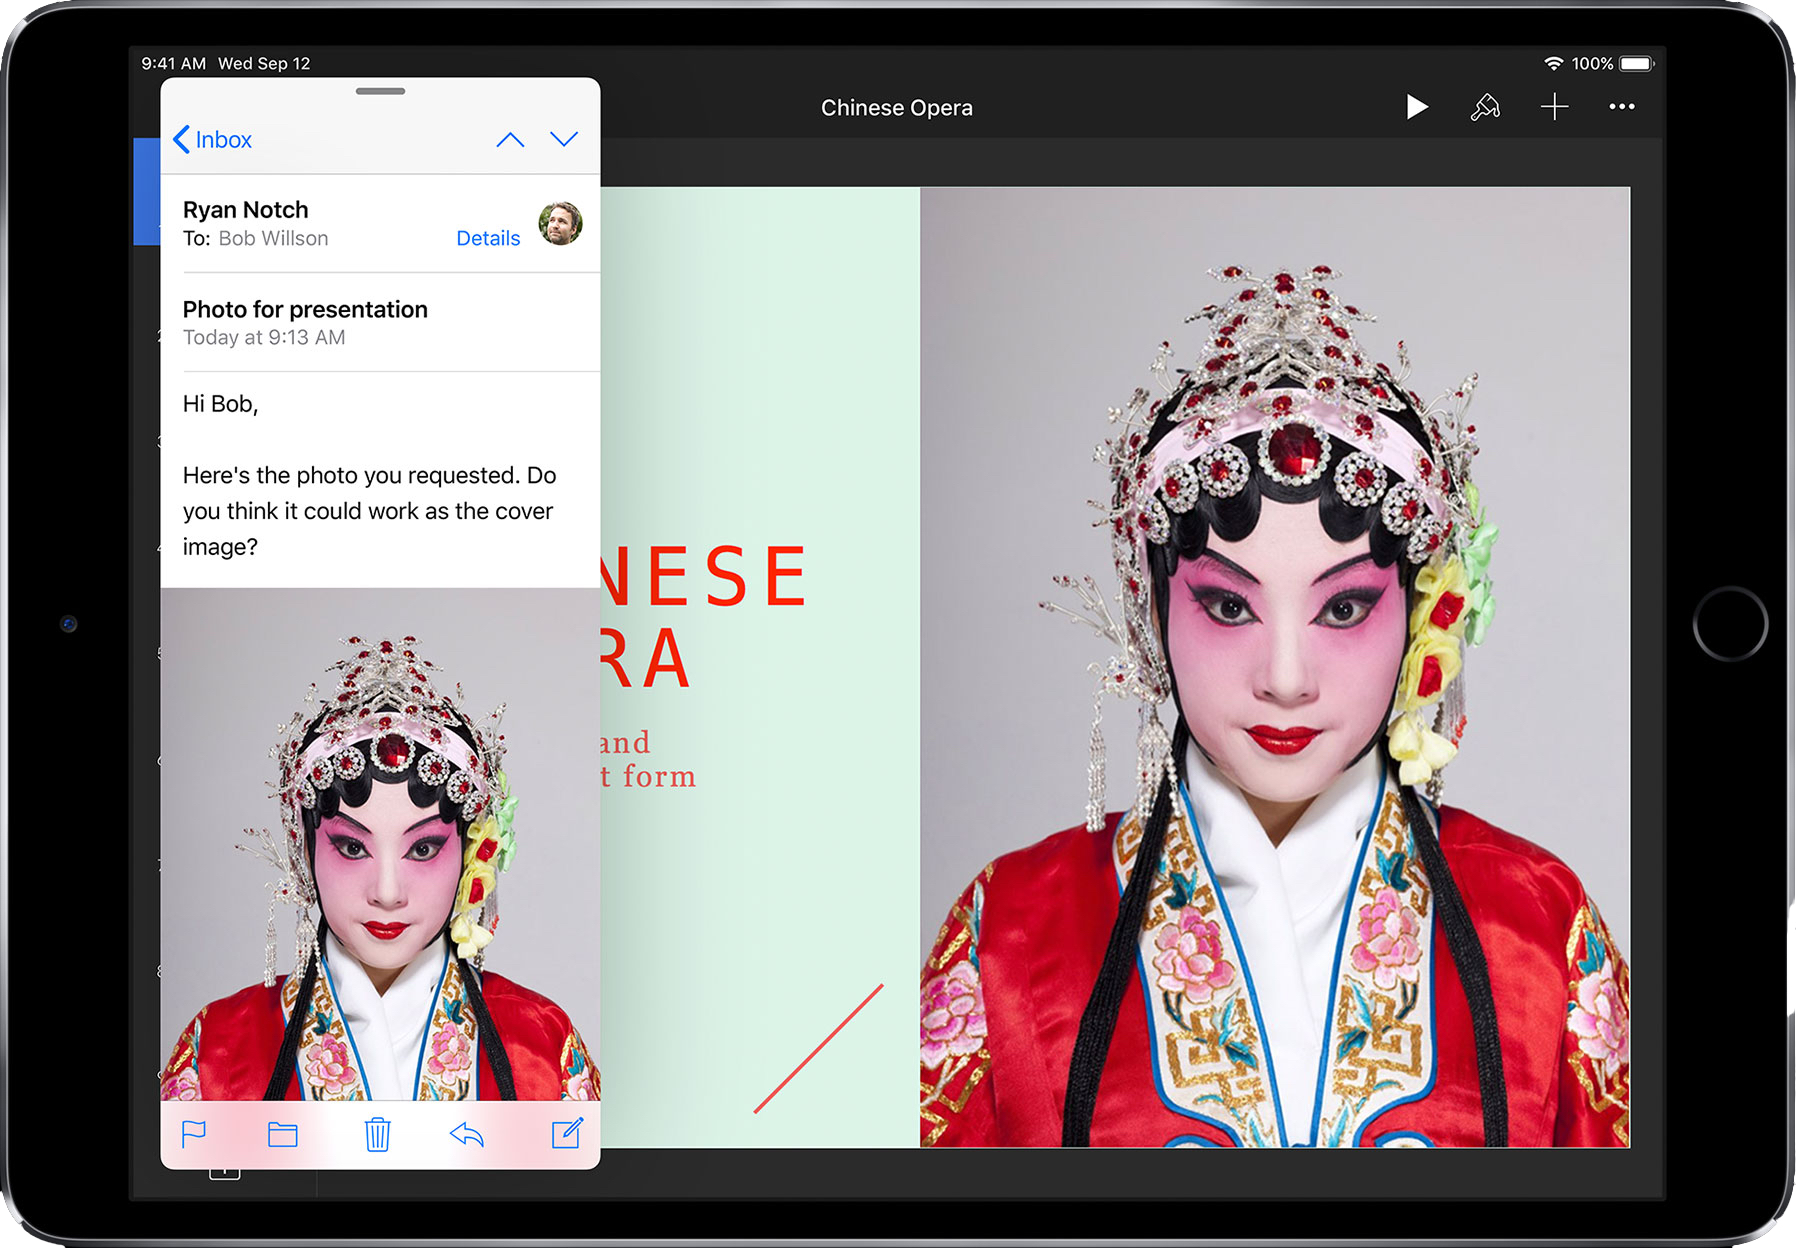 9:41 AM Wed Sep 12
100%
Chinese Opera
Inbox
Ryan Notch
To: Bob Willson
Details
Photo for presentation
Today at 9:13 AM
Hi Bob,
Here's the photo you requested. Do
you think it could work as the cover
image?
NESE
RA
and
t form